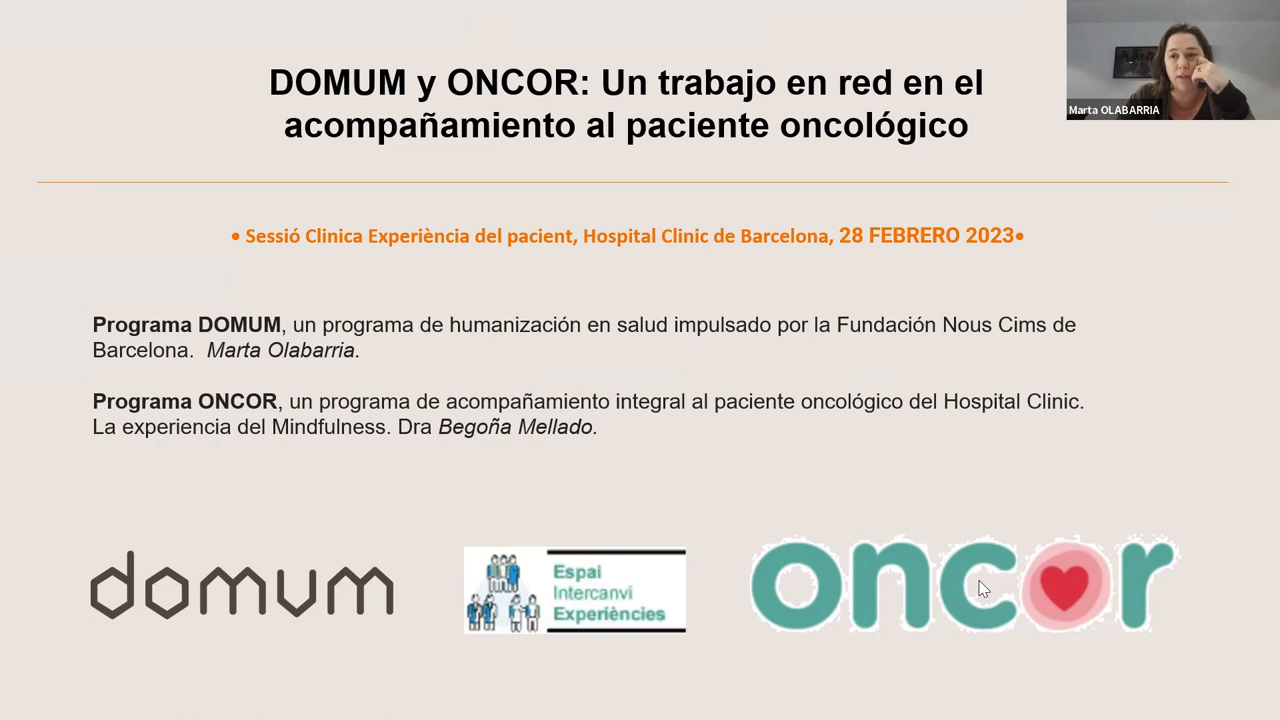 DOMUM y ONCOR: Un trabajo en red en el
acompañamiento al paciente oncológico
Marta OLABARRIA
• Sessió Clinica Experiència del pacient, Hospital Clinic de Barcelona, 28 FEBRERO 2023•
Programa DOMUM, un programa de humanización en salud impulsado por la Fundación Nous Cims de
Barcelona. Marta Olabarria.
Programa ONCOR, un programa de acompañamiento integral al paciente oncológico del Hospital Clinic.
La experiencia del Mindfulness. Dra Begoña Mellado.
domum
Espai
Intercanvi
Experiències
oncor